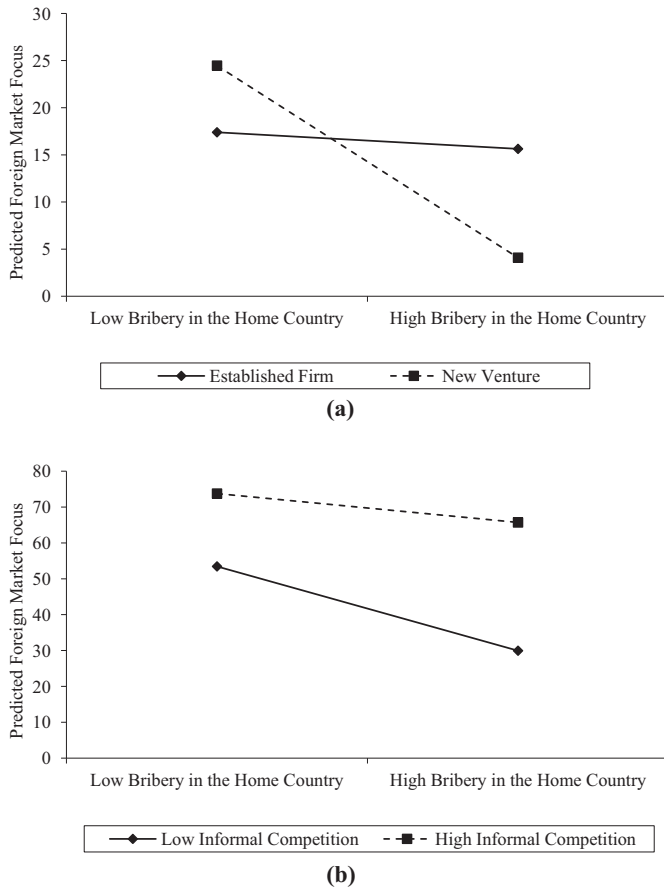 30
25
20
15
10
5
0
Predicted Foreign Market Focus
Low Bribery in the Home Country High Bribery in the Home Country
Established Firm New Venture
(a)
80
70
60
50
40
30
20
10
0
Predicted Foreign Market Focus
Low Bribery in the Home Country High Bribery in the Home Country
Low Informal Competition High Informal Competition
(b)